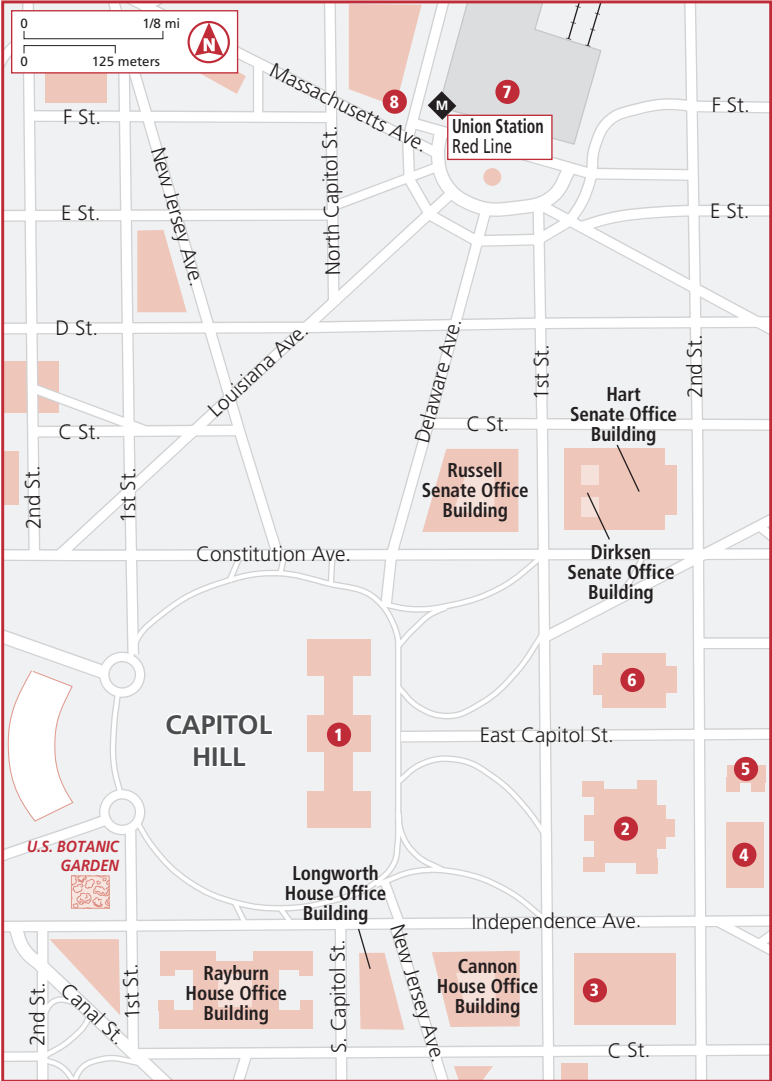 0 1/8 mi
0 125 meters
N
Massachusetts Ave.
8
M
7
Union Station
Red Line
F St.
F St.
New Jersey Ave.
North Capitol St.
E St.
E St.
D St.
Louisiana Ave.
Delaware Ave.
1st St.
2nd St.
C St.
C St.
Hart
Senate Office
Building
Russell
Senate Office
Building
2nd St.
1st St.
Constitution Ave.
Dirksen
Senate Office
Building
6
CAPITOL
HILL
1
East Capitol St.
5
2
4
U.S. BOTANIC
GARDEN
Longworth
House Office
Building
Independence Ave.
Rayburn
House Office
Building
Cannon
House Office
Building
3
2nd St.
Canal St.
1st St.
S. Capitol St.
New Jersey Ave.
C St.